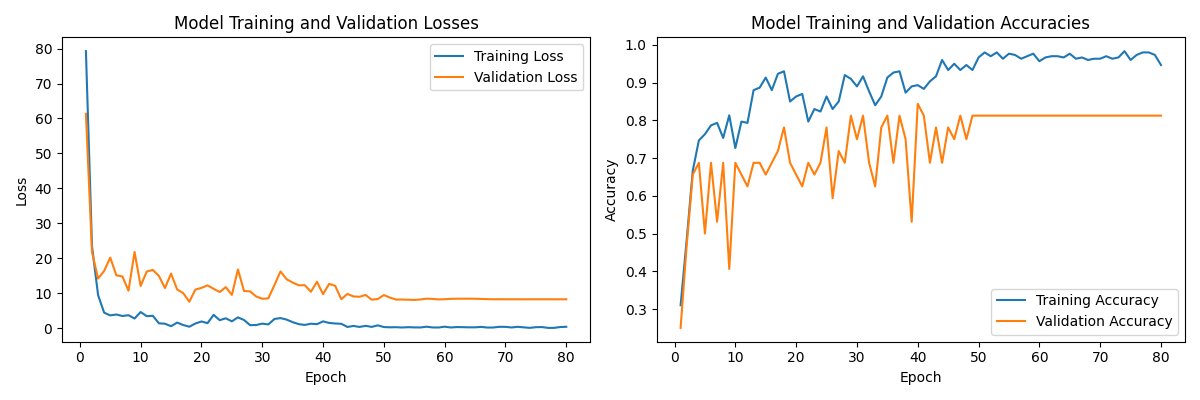 Model Training and Validation Losses
Training Loss
Validation Loss
Loss
80
70
60
50
40
30
20
10
0
0 10 20 30 40 50 60 70 80
Epoch
Model Training and Validation Accuracies
Accuracy
1.0
0.9
0.8
0.7
0.6
0.5
0.4
0.3
Training Accuracy
Validation Accuracy
0 10 20 30 40 50 60 70 80
Epoch